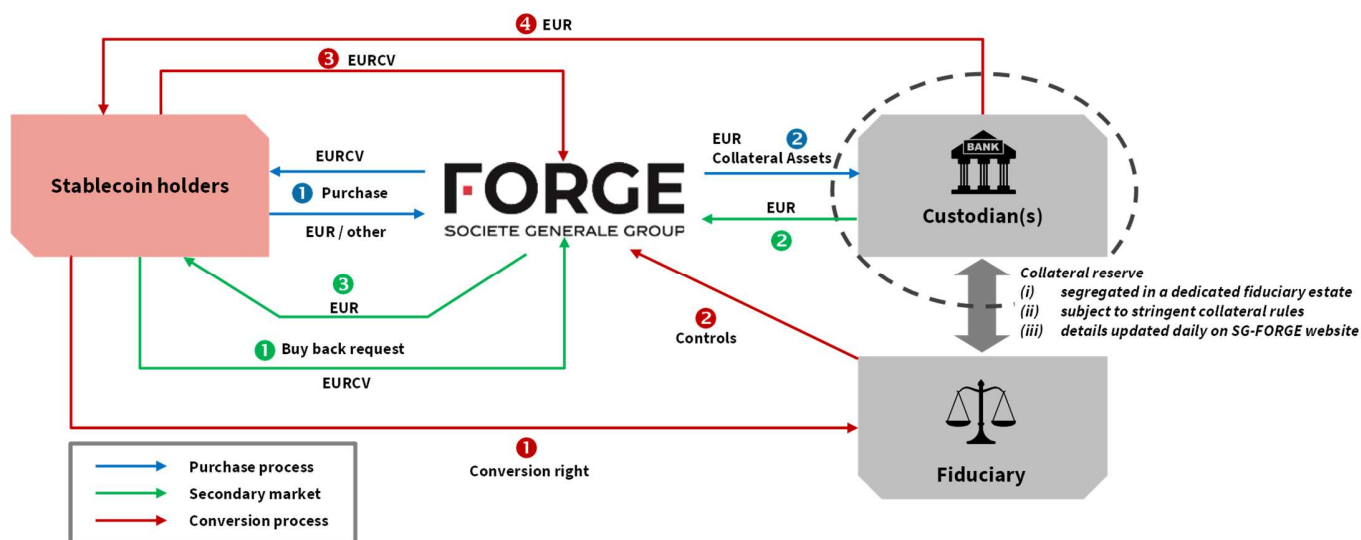 4 EUR
3 EURCV
Stablecoin holders
EURCV
1 Purchase
EUR / other
FORGE
SOCIETE GENERALE GROUP
EUR 2
Collateral Assets
EUR
2
BANK
Custodian(s)
3
EUR
1 Buy back request
EURCV
2
Controls
Collateral reserve
(i) segregated in a dedicated fiduciary estate
(ii) subject to stringent collateral rules
(iii) details updated daily on SG-FORGE website
1
Conversion right
Fiduciary
Purchase process
Secondary market
Conversion process